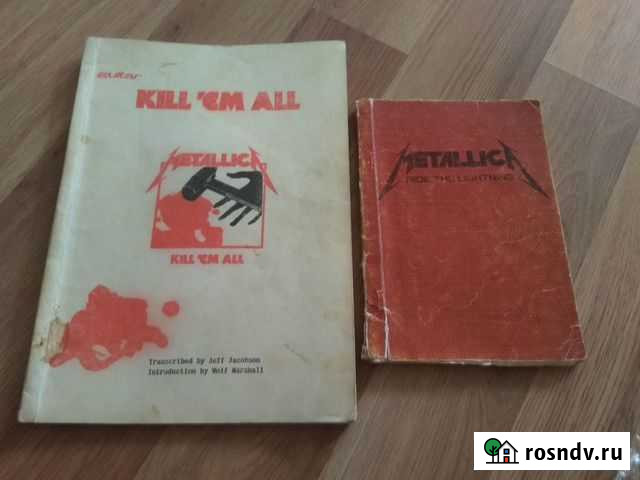 guitar
KILL 'EM ALL
METALLICA
KILL 'EM ALL
Transcribed by Jeff Jacobson
Introduction by Wolf Marshall
METALLICA
RIDE THE LIGHTNING
rosndv.ru